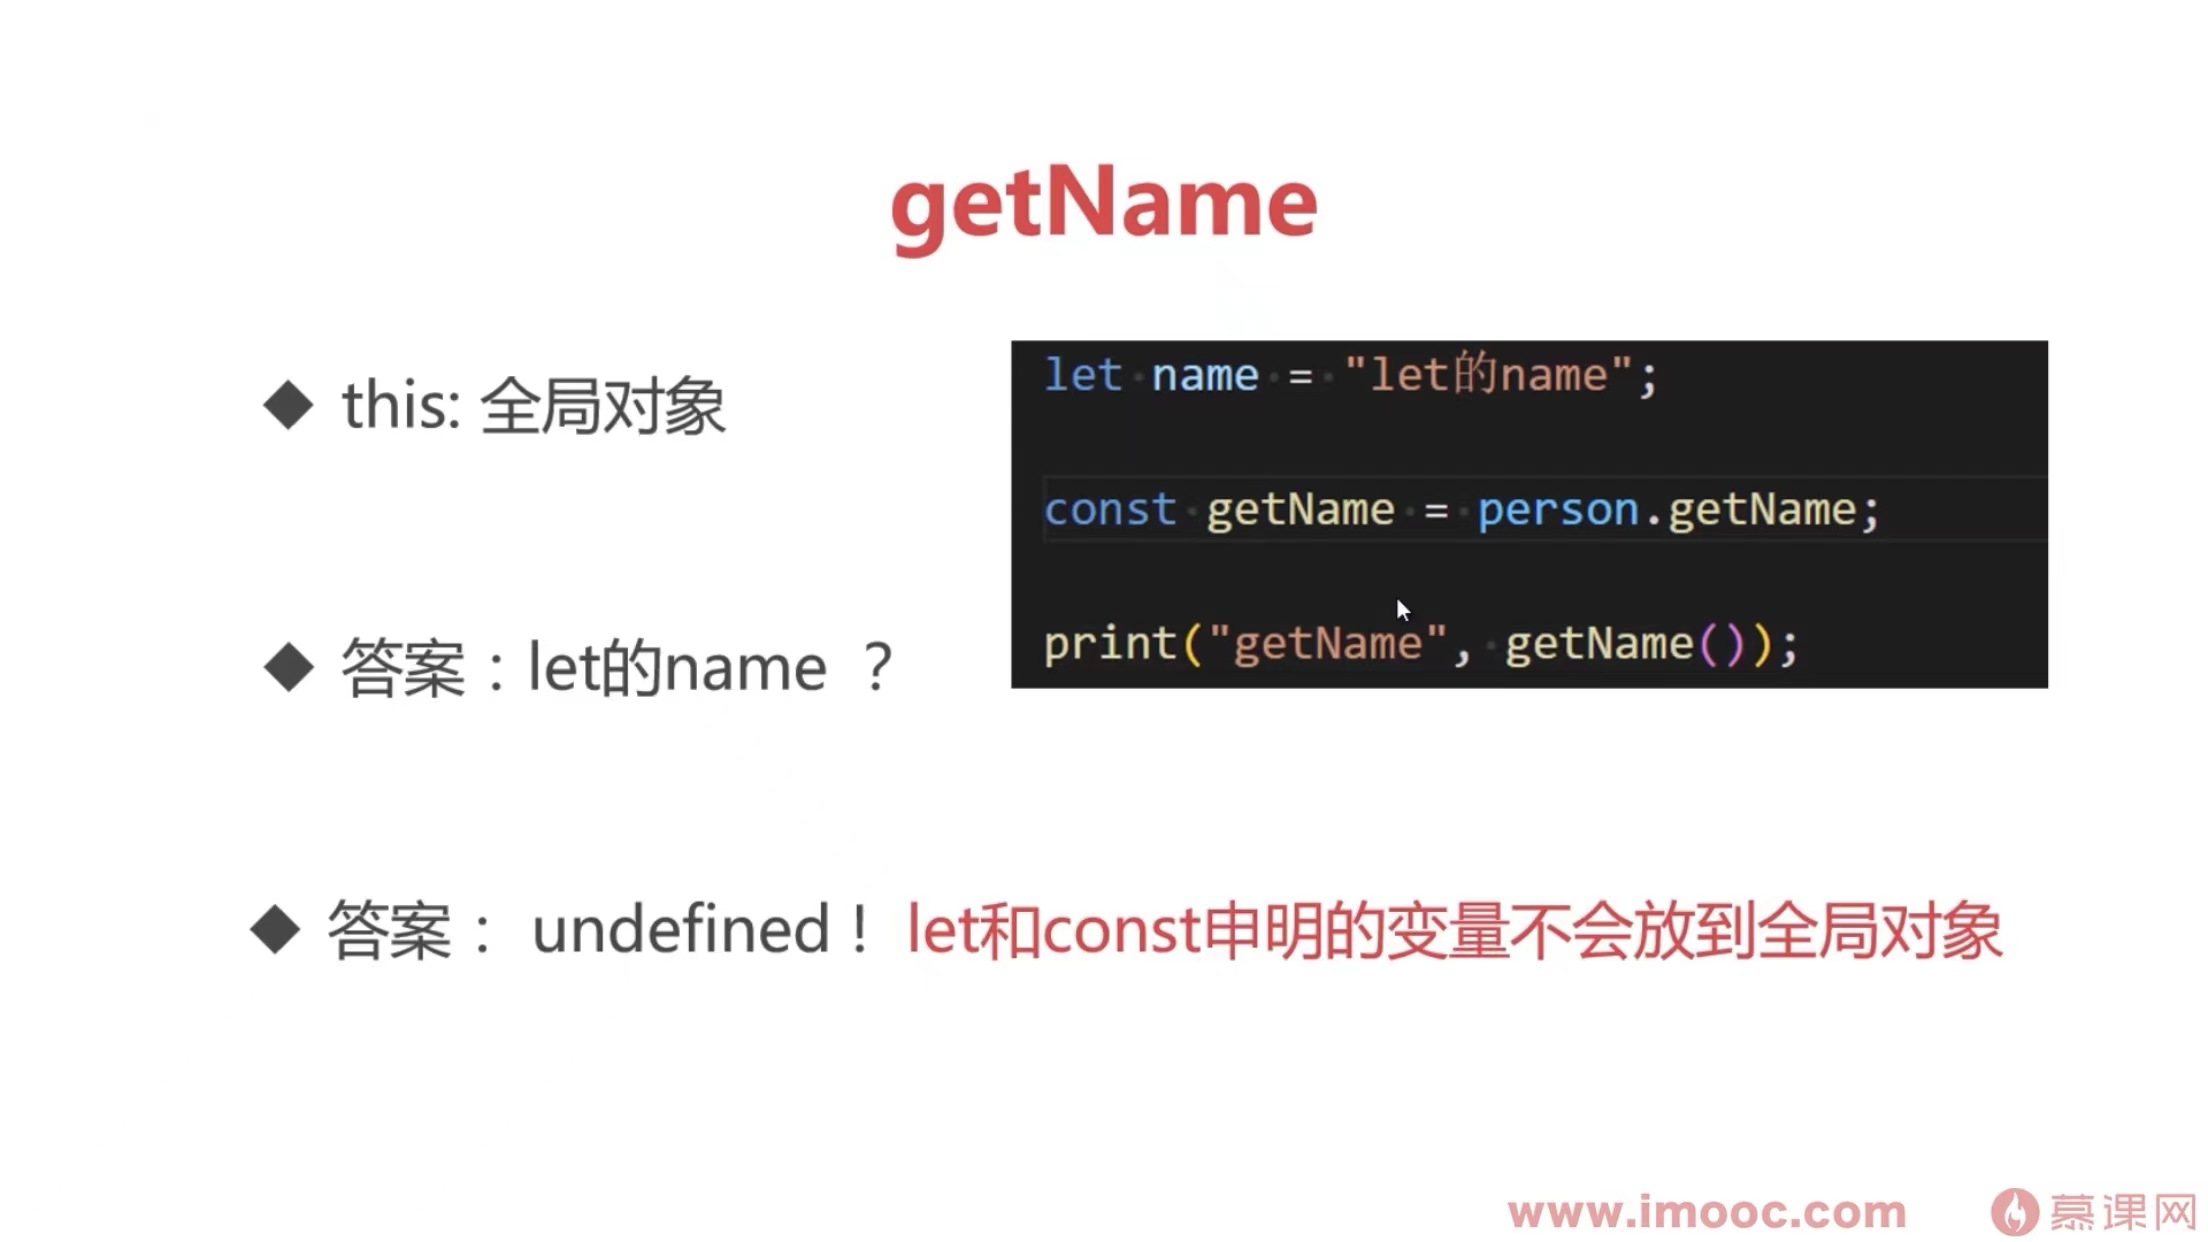 getName
◆ this: 全局对象
let name = "let的name";
const getName = person.getName;
print("getName", getName());
◆ 答案：let的name ？
◆ 答案： undefined！ let和const申明的变量不会放到全局对象
www.imooc.com 慕课网